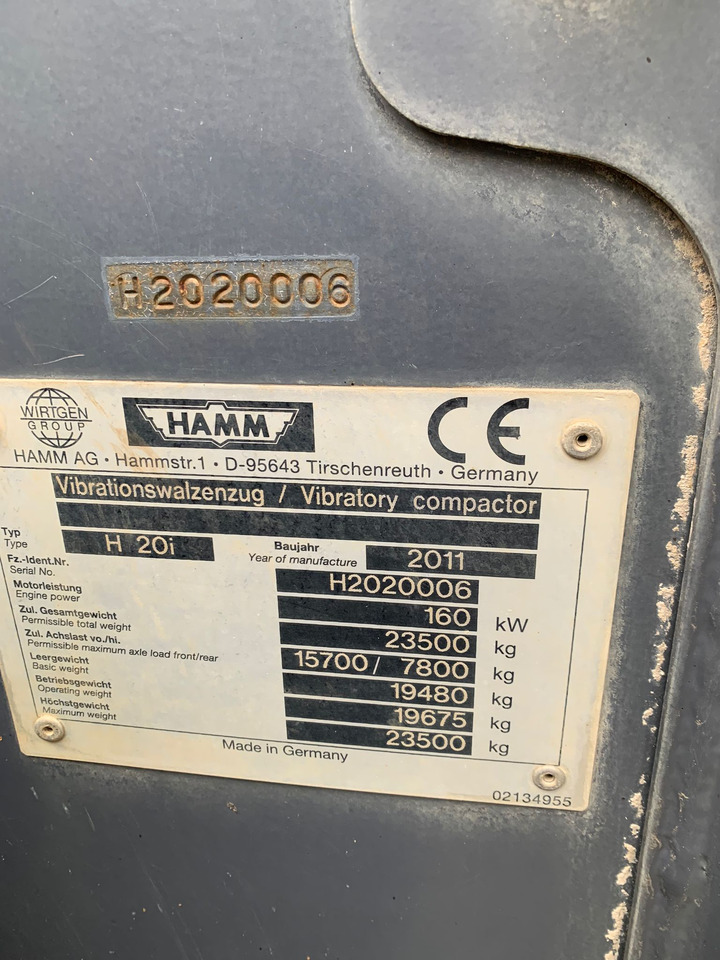 H2020006
WIRTGEN GROUP
HAMM
CE
HAMM AG · Hammstr.1 · D-95643 Tirschenreuth · Germany
Vibrationswalzenzug / Vibratory compactor
Typ
Type
H 20i
Baujahr
Year of manufacture
2011
Fz.-Ident.Nr.
Serial No.
H2020006
Motorleistung
Engine power
160 kW
Zul. Gesamtgewicht
Permissible total weight
23500 kg
Zul. Achslast vo./hi.
Permissible maximum axle load front/rear
15700 / 7800 kg
Leergewicht
Basic weight
19480 kg
Betriebsgewicht
Operating weight
19675 kg
Höchstgewicht
Maximum weight
23500 kg
Made in Germany
02134955